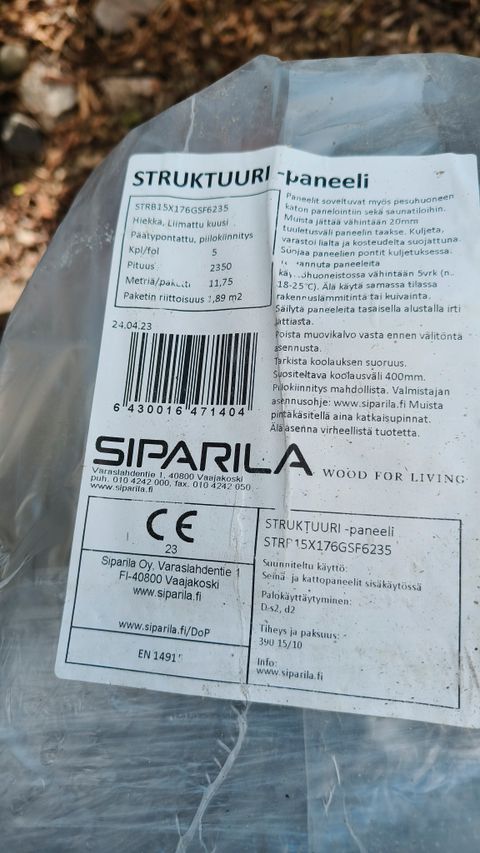 STRUKTUURI -paneeli
STRB15X176GSF6235
Hiekka, Liimattu kuusi
Päätypontattu, piilokiinnitys
Kpl/fol 5
Pituus 2350
Metriä/paketti 11,75
Paketin riittoisuus 1,89 m2
Paneelit soveltuvat myös pesuhuoneen
katon panelointiin sekä saunatiloihin.
Muista jättää vähintään 20mm
tuuletusväli paneelin taakse. Kuljeta,
varastoi lialta ja kosteudelta suojattuna.
Suojaa paneelien pontit kuljetuksessa.
paneeleita
vähintään 5vrk
18-25°C). Älä käytä samassa tilassa
rakennuslämmitintä tai kuivainta.
Säilytä paneeleita tasaisella alustalla irti
lattiasta.
Poista muovikalvo vasta ennen välitöntä
asennusta.
Tarkista koolauksen suoruus.
Suositeltava koolausväli 400mm.
Piilokiinnitys mahdollista. Valmistajan
asennusohje: www.siparila.fi Muista
pintakäsitellä aina katkaisupinnat.
Älä asenna virheellistä tuotetta.
24.04.23
6 430016 471404
SIPARILA WOOD FOR LIVING
Varaslahdentie 1, 40800 Vaajakoski
puh. 010 4242 000, fax. 010 4242 050
www.siparila.fi
CE
23
Siparila Oy. Varaslahdentie 1
FI-40800 Vaajakoski
www.siparila.fi
www.siparila.fi/DoP
EN 14915
STRUKTUURI -paneeli
STRB15X176GSF6235
Suunniteltu käyttö:
Seinä- ja kattopaneelit sisäkäytössä
Palokäyttäytyminen:
D-s2, d2
Tiheys ja paksuus:
390 15/10
Info:
www.siparila.fi